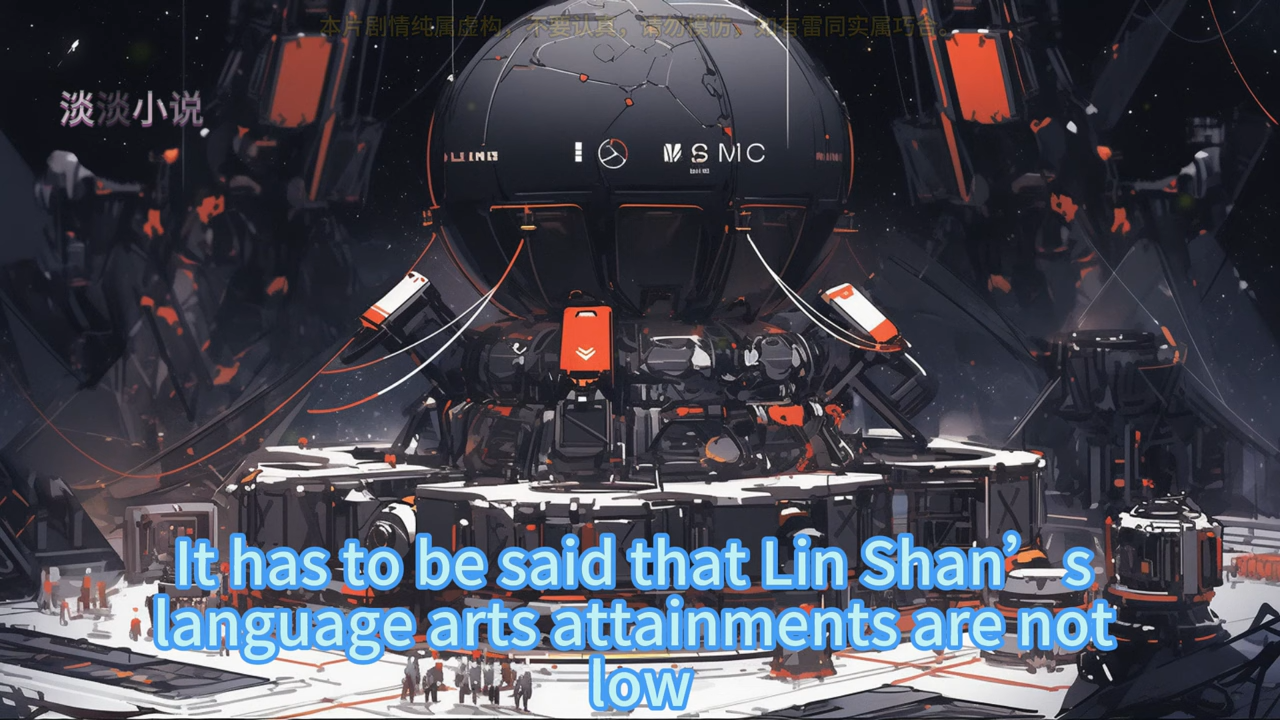 本片剧情纯属虚构，不要认真，请勿模仿，如有雷同实属巧合。
淡淡小说
SMC
It has to be said that Lin Shan’s
language arts attainments are not
low